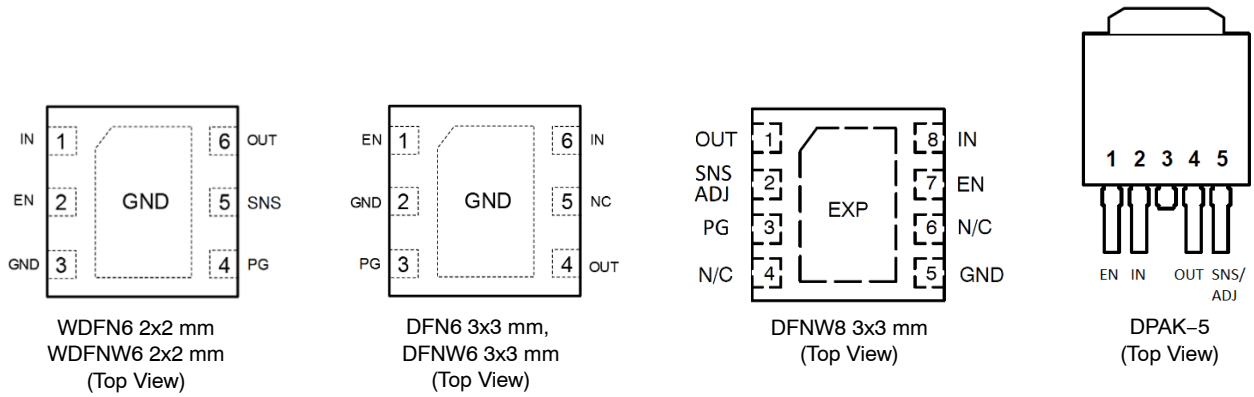 IN 1 GND 6 OUT
EN 2 5 SNS
GND 3 4 PG
WDFN6 2x2 mm
WDFNW6 2x2 mm
(Top View)
EN 1 GND 6 IN
GND 2 5 NC
PG 3 4 OUT
DFN6 3x3 mm,
DFNW6 3x3 mm
(Top View)
OUT 1 8 IN
SNS
ADJ 2 EXP 7 EN
PG 3 6 N/C
N/C 4 5 GND
DFNW8 3x3 mm
(Top View)
1 2 3 4 5
EN IN OUT SNS/
ADJ
DPAK−5
(Top View)